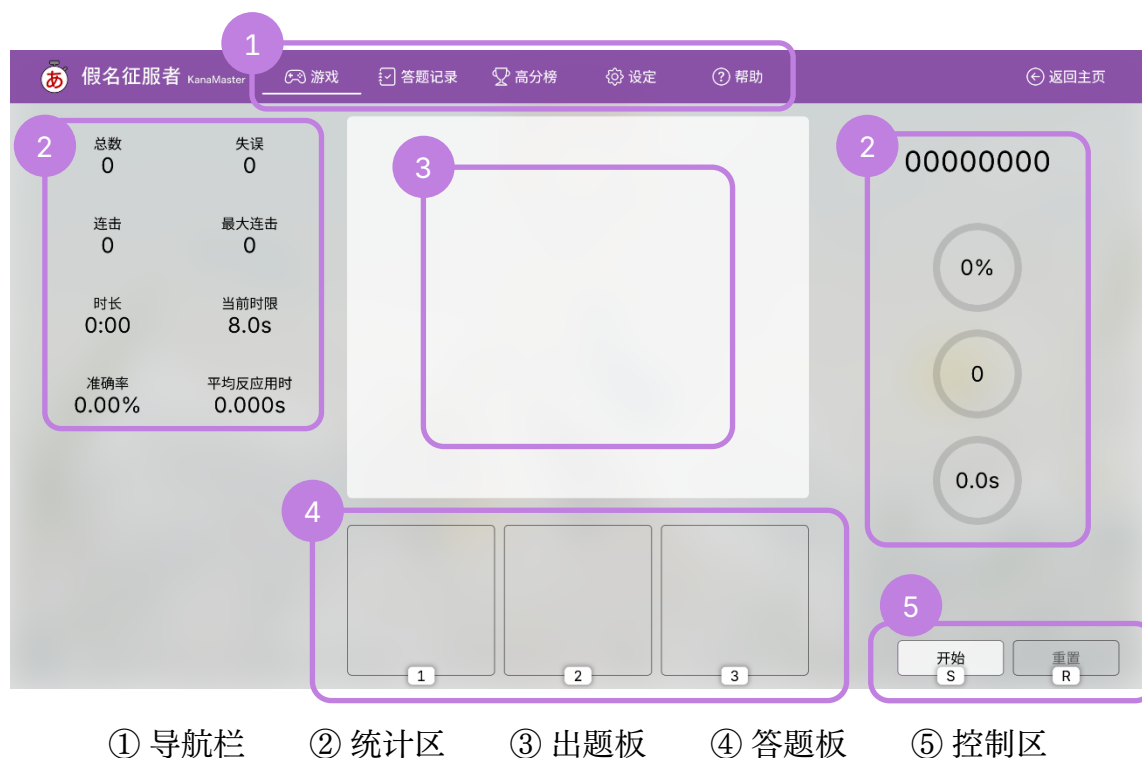 1
假名征服者 KanaMaster 游戏 答题记录 高分榜 设定 帮助 返回主页
2
总数 失误
0 0
连击 最大连击
0 0
时长 当前时限
0:00 8.0s
准确率 平均反应用时
0.00% 0.000s
3
2
00000000
0%
0
0.0s
4
1 2 3
5
开始 重置
S R
① 导航栏 ② 统计区 ③ 出题板 ④ 答题板 ⑤ 控制区